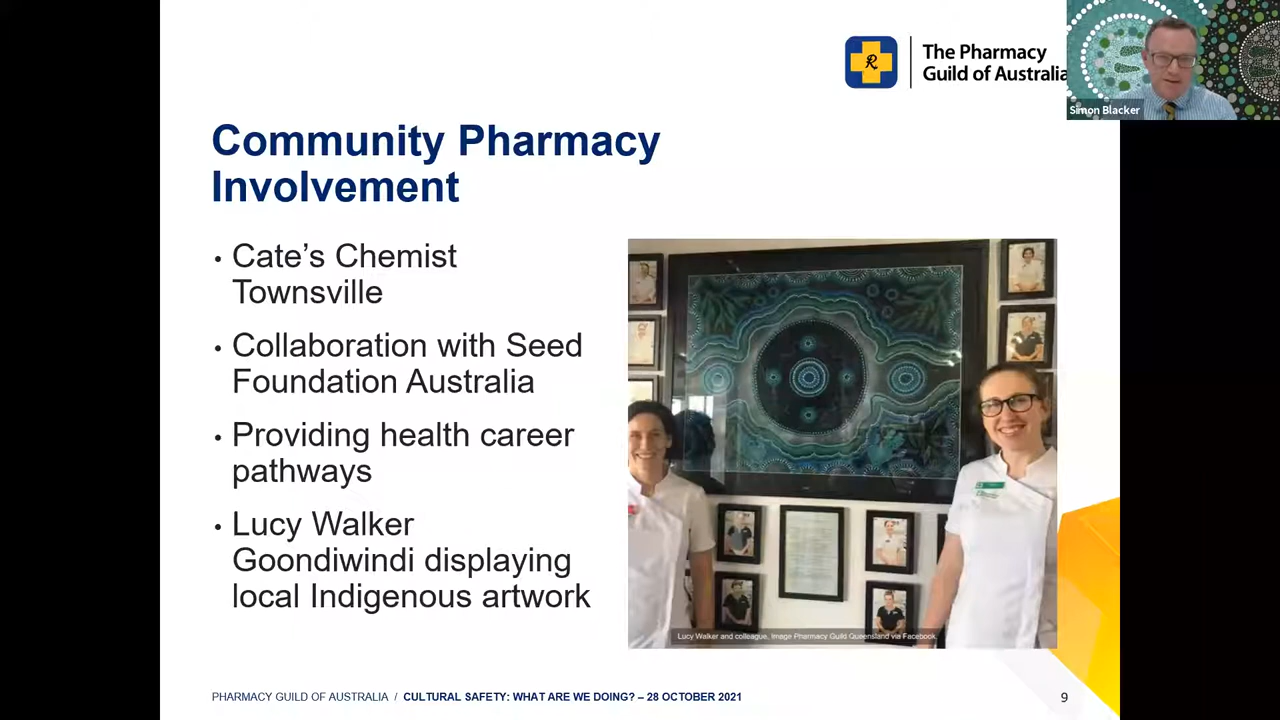 The Pharmacy
Guild of Australia
Simon Blacker
Community Pharmacy
Involvement
• Cate's Chemist
Townsville
• Collaboration with Seed
Foundation Australia
• Providing health career
pathways
• Lucy Walker
Goondiwindi displaying
local Indigenous artwork
Lucy Walker and colleague, Image Pharmacy Guild Queensland via Facebook
PHARMACY GUILD OF AUSTRALIA / CULTURAL SAFETY: WHAT ARE WE DOING? – 28 OCTOBER 2021
9